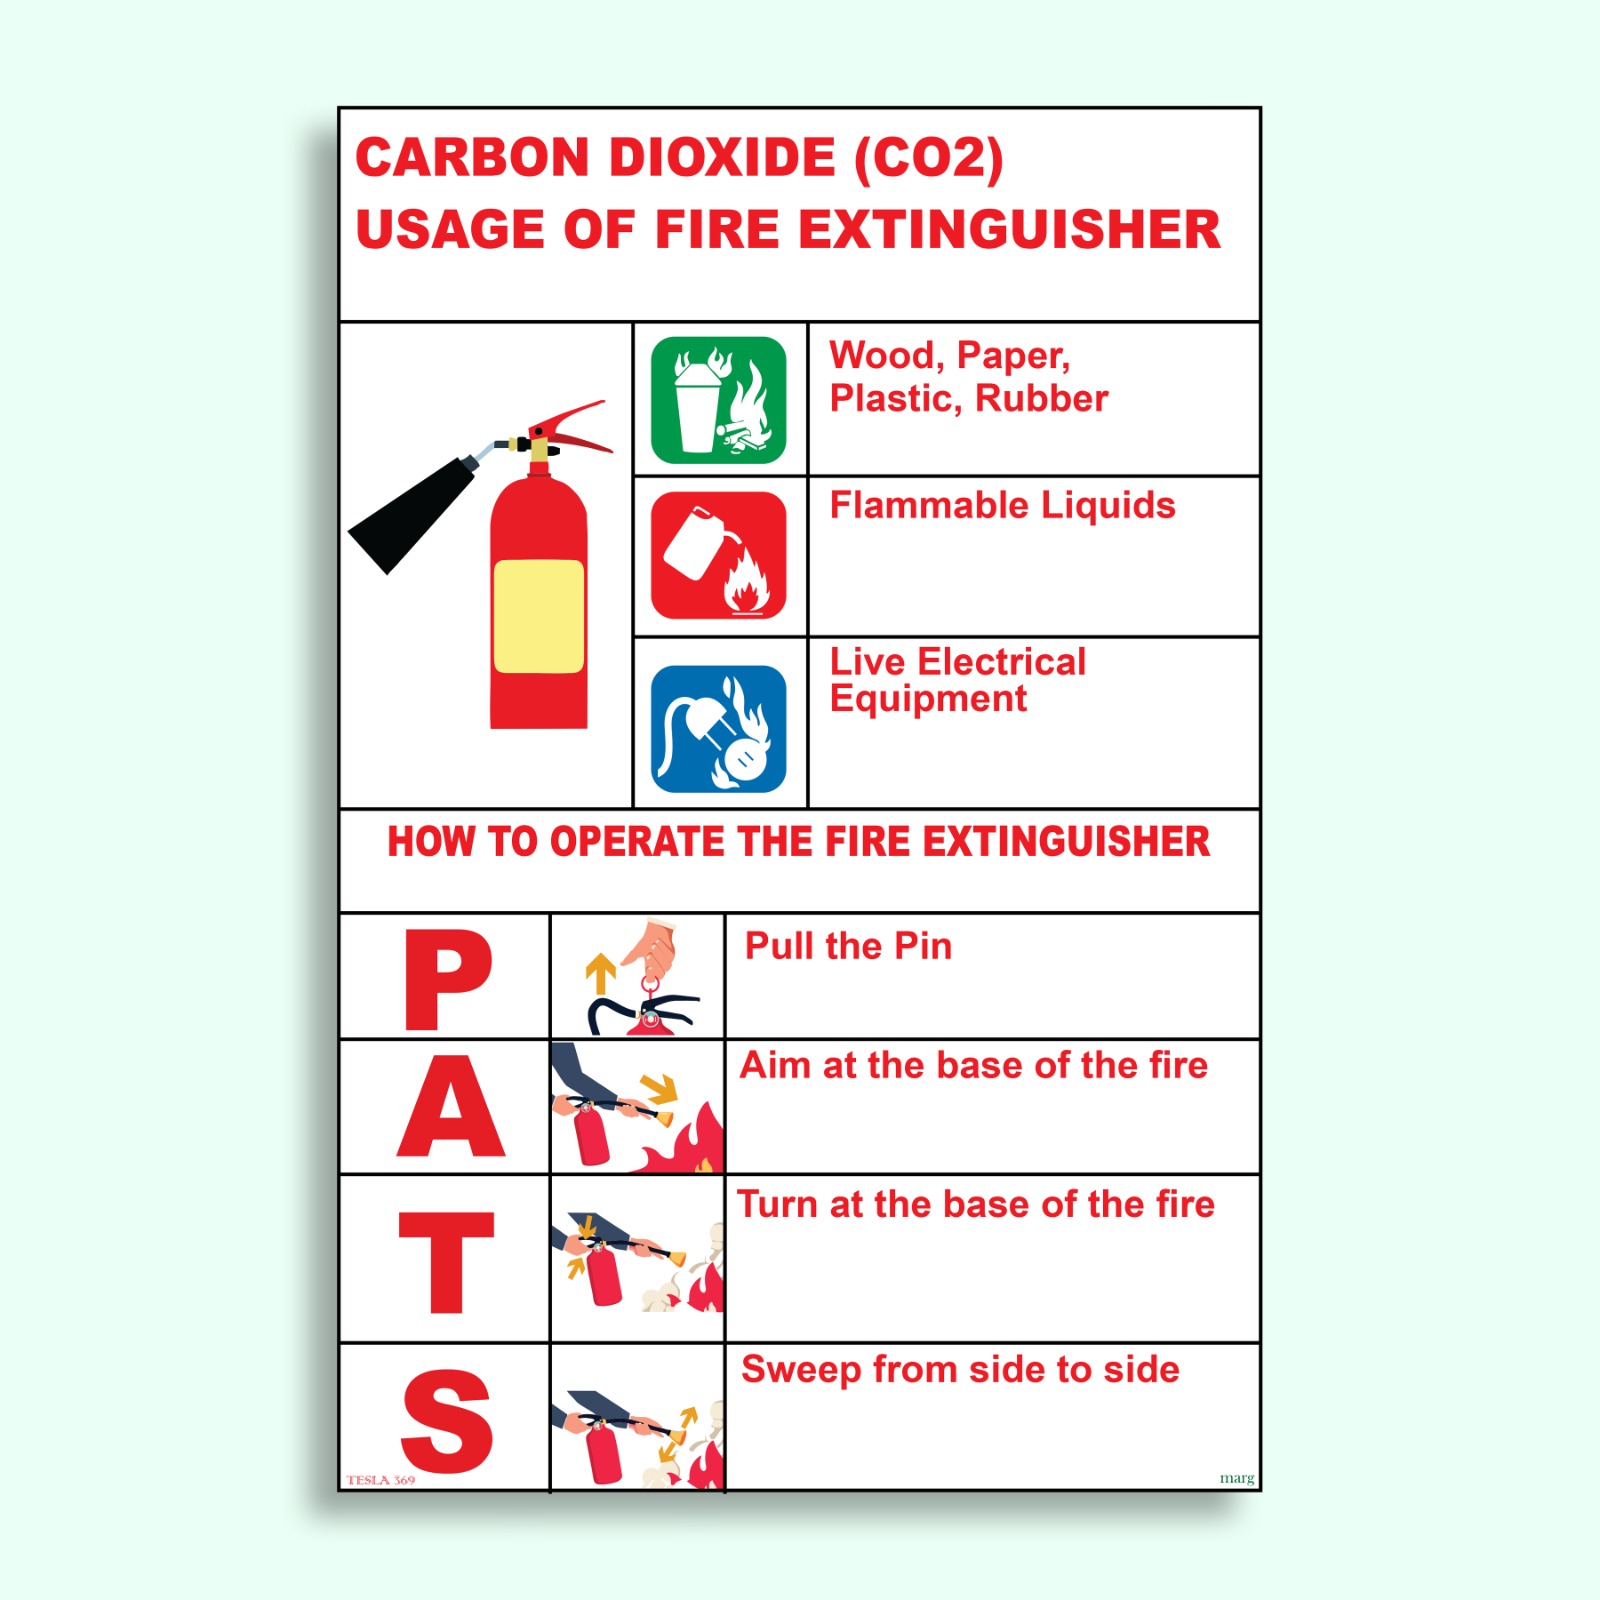 CARBON DIOXIDE (CO2)
USAGE OF FIRE EXTINGUISHER
Wood, Paper,
Plastic, Rubber
Flammable Liquids
Live Electrical
Equipment
HOW TO OPERATE THE FIRE EXTINGUISHER
P
Pull the Pin
A
Aim at the base of the fire
T
Turn at the base of the fire
S
Sweep from side to side
TESLA 369
marg